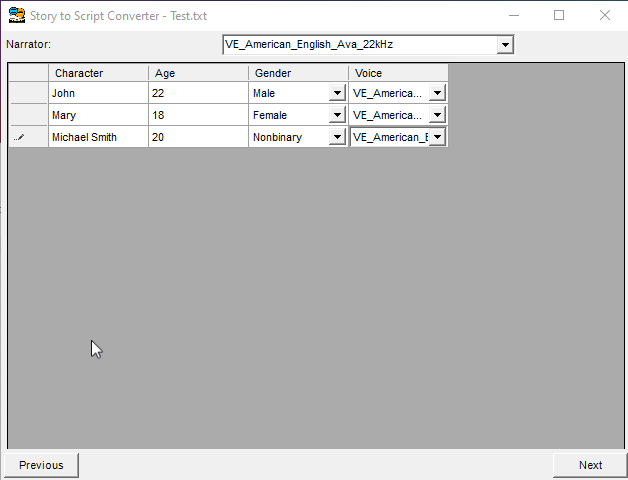 Story to Script Converter - Test.txt
Narrator: VE_American_English_Ava_22kHz
Character Age Gender Voice
John 22 Male VE_America...
Mary 18 Female VE_America...
Michael Smith 20 Nonbinary VE_American_E
Previous Next